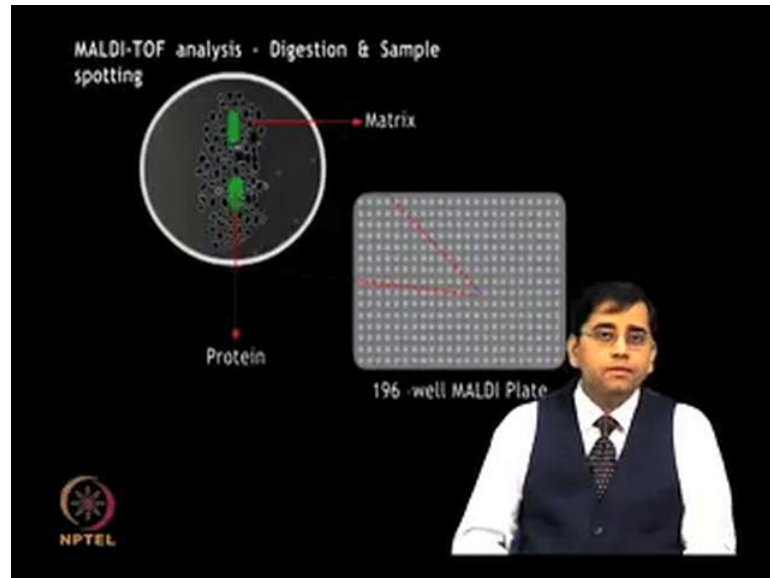 MALDI-TOF analysis - Digestion & Sample
spotting
Matrix
Protein
196 -well MALDI Plate
NPTEL